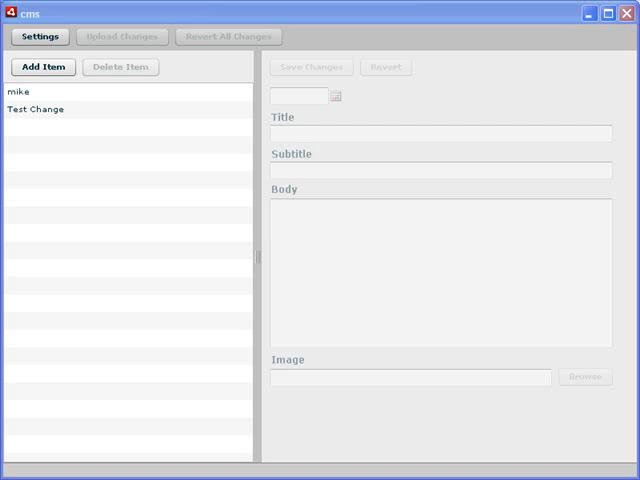 cms
Settings Upload Changes Revert All Changes
Add Item Delete Item
mike
Test Change
Save Changes Revert
Title
Subtitle
Body
Image
Browse